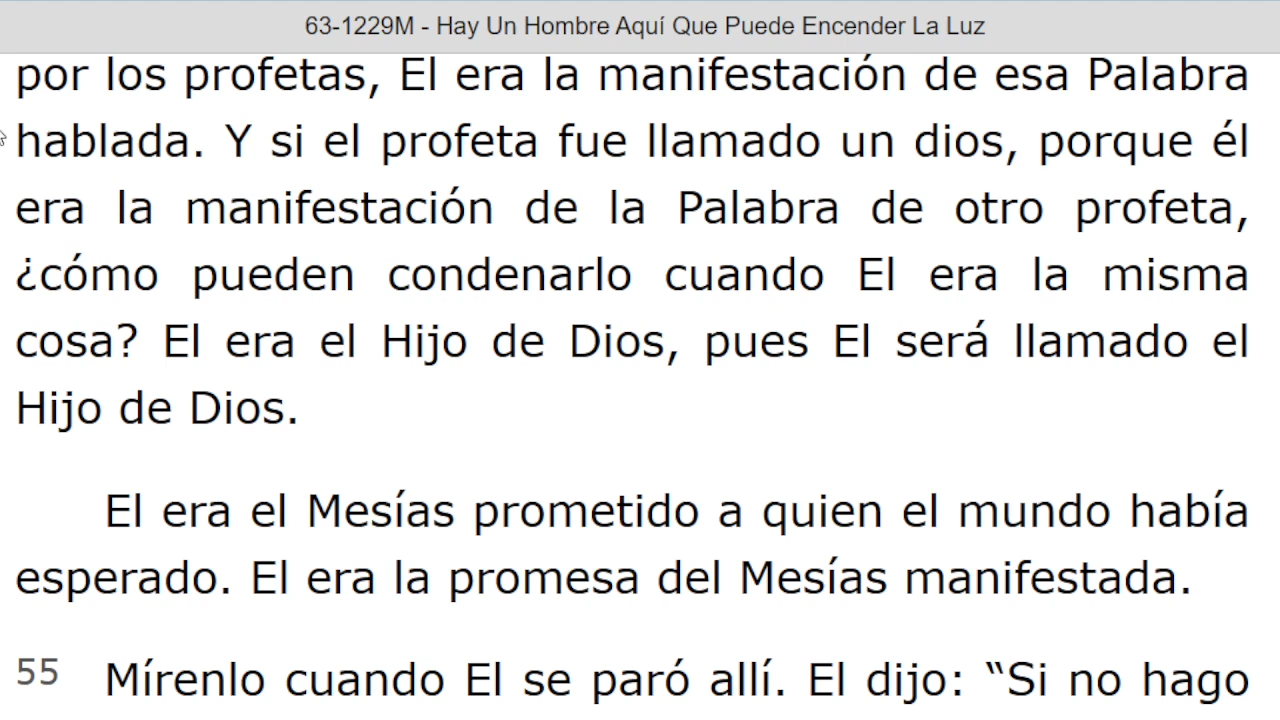 63-1229M - Hay Un Hombre Aquí Que Puede Encender La Luz
por los profetas, El era la manifestación de esa Palabra
hablada. Y si el profeta fue llamado un dios, porque él
era la manifestación de la Palabra de otro profeta,
¿cómo pueden condenarlo cuando El era la misma
cosa? El era el Hijo de Dios, pues El será llamado el
Hijo de Dios.
El era el Mesías prometido a quien el mundo había
esperado. El era la promesa del Mesías manifestada.
55 Mírenlo cuando El se paró allí. El dijo: “Si no hago